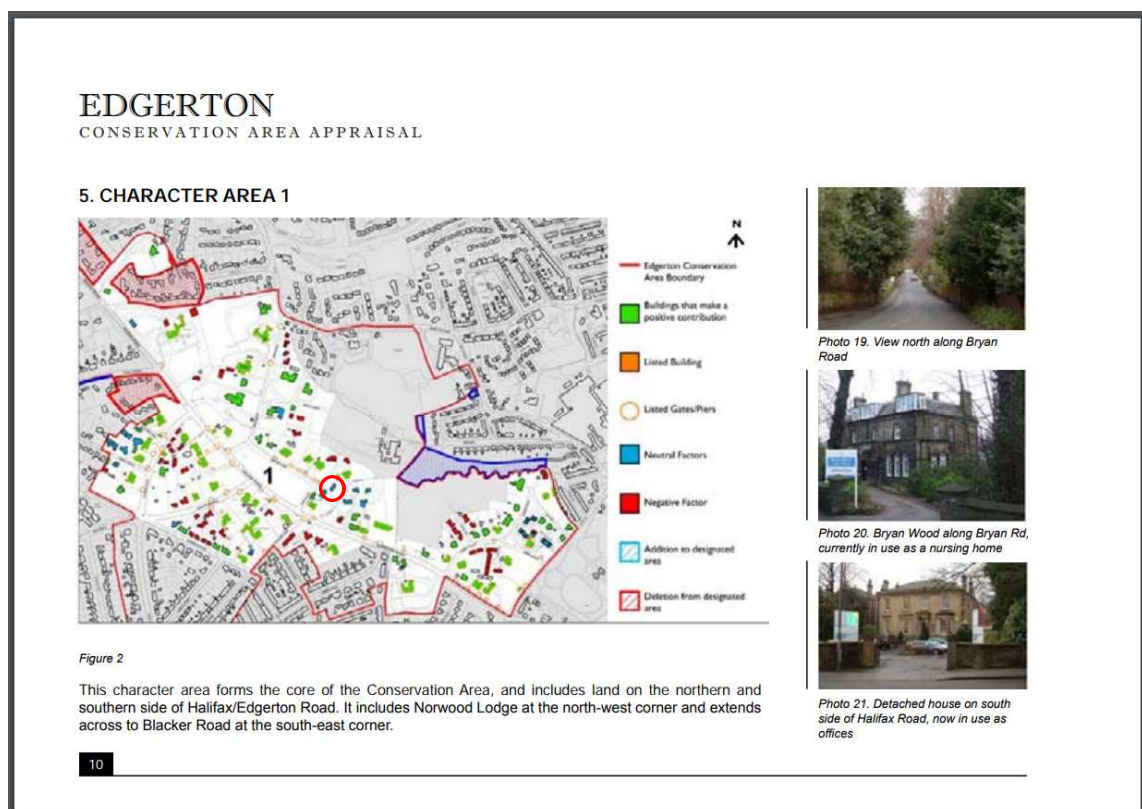 EDGERTON
CONSERVATION AREA APPRAISAL
5. CHARACTER AREA 1
1
N
Edgerton Conservation
Area Boundary
Buildings that make a
positive contribution
Listed Building
Listed Gates/Piers
Neutral Factors
Negative Factor
Addition to designated
area
Deletion from designated
area
Figure 2
This character area forms the core of the Conservation Area, and includes land on the northern and
southern side of Halifax/Edgerton Road. It includes Norwood Lodge at the north-west corner and extends
across to Blacker Road at the south-east corner.
Photo 19. View north along Bryan
Road
Photo 20. Bryan Wood along Bryan Rd,
currently in use as a nursing home
Photo 21. Detached house on south
side of Halifax Road, now in use as
offices
10